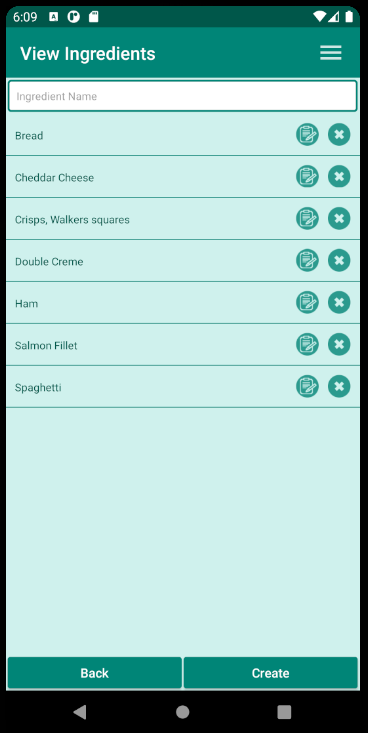 6:09
View Ingredients
Ingredient Name
Bread
Cheddar Cheese
Crisps, Walkers squares
Double Creme
Ham
Salmon Fillet
Spaghetti
Back Create